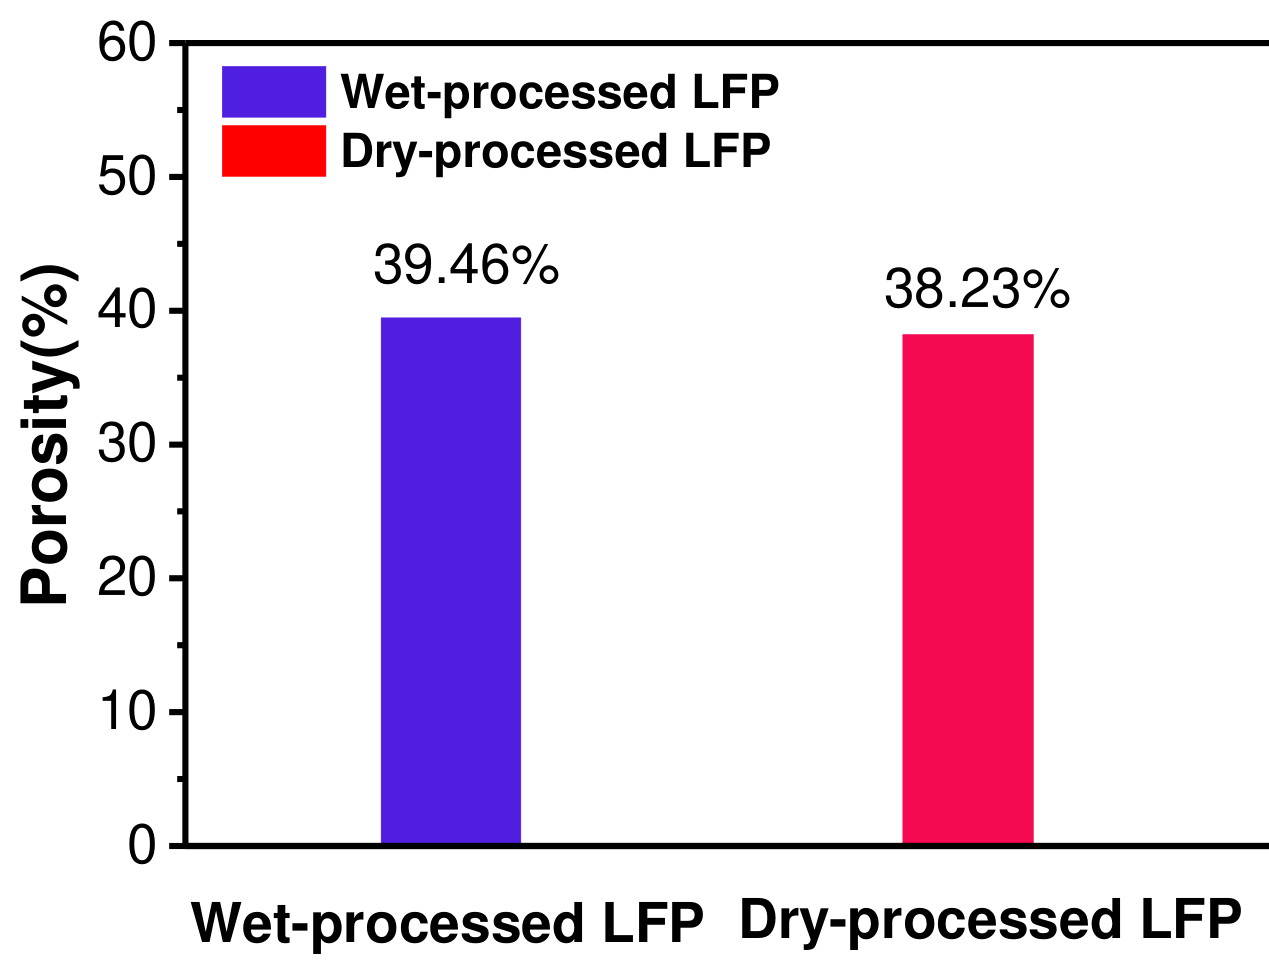 60
50
40
30
20
10
0
Porosity(%)
Wet-processed LFP
Dry-processed LFP
39.46%
38.23%
Wet-processed LFP
Dry-processed LFP